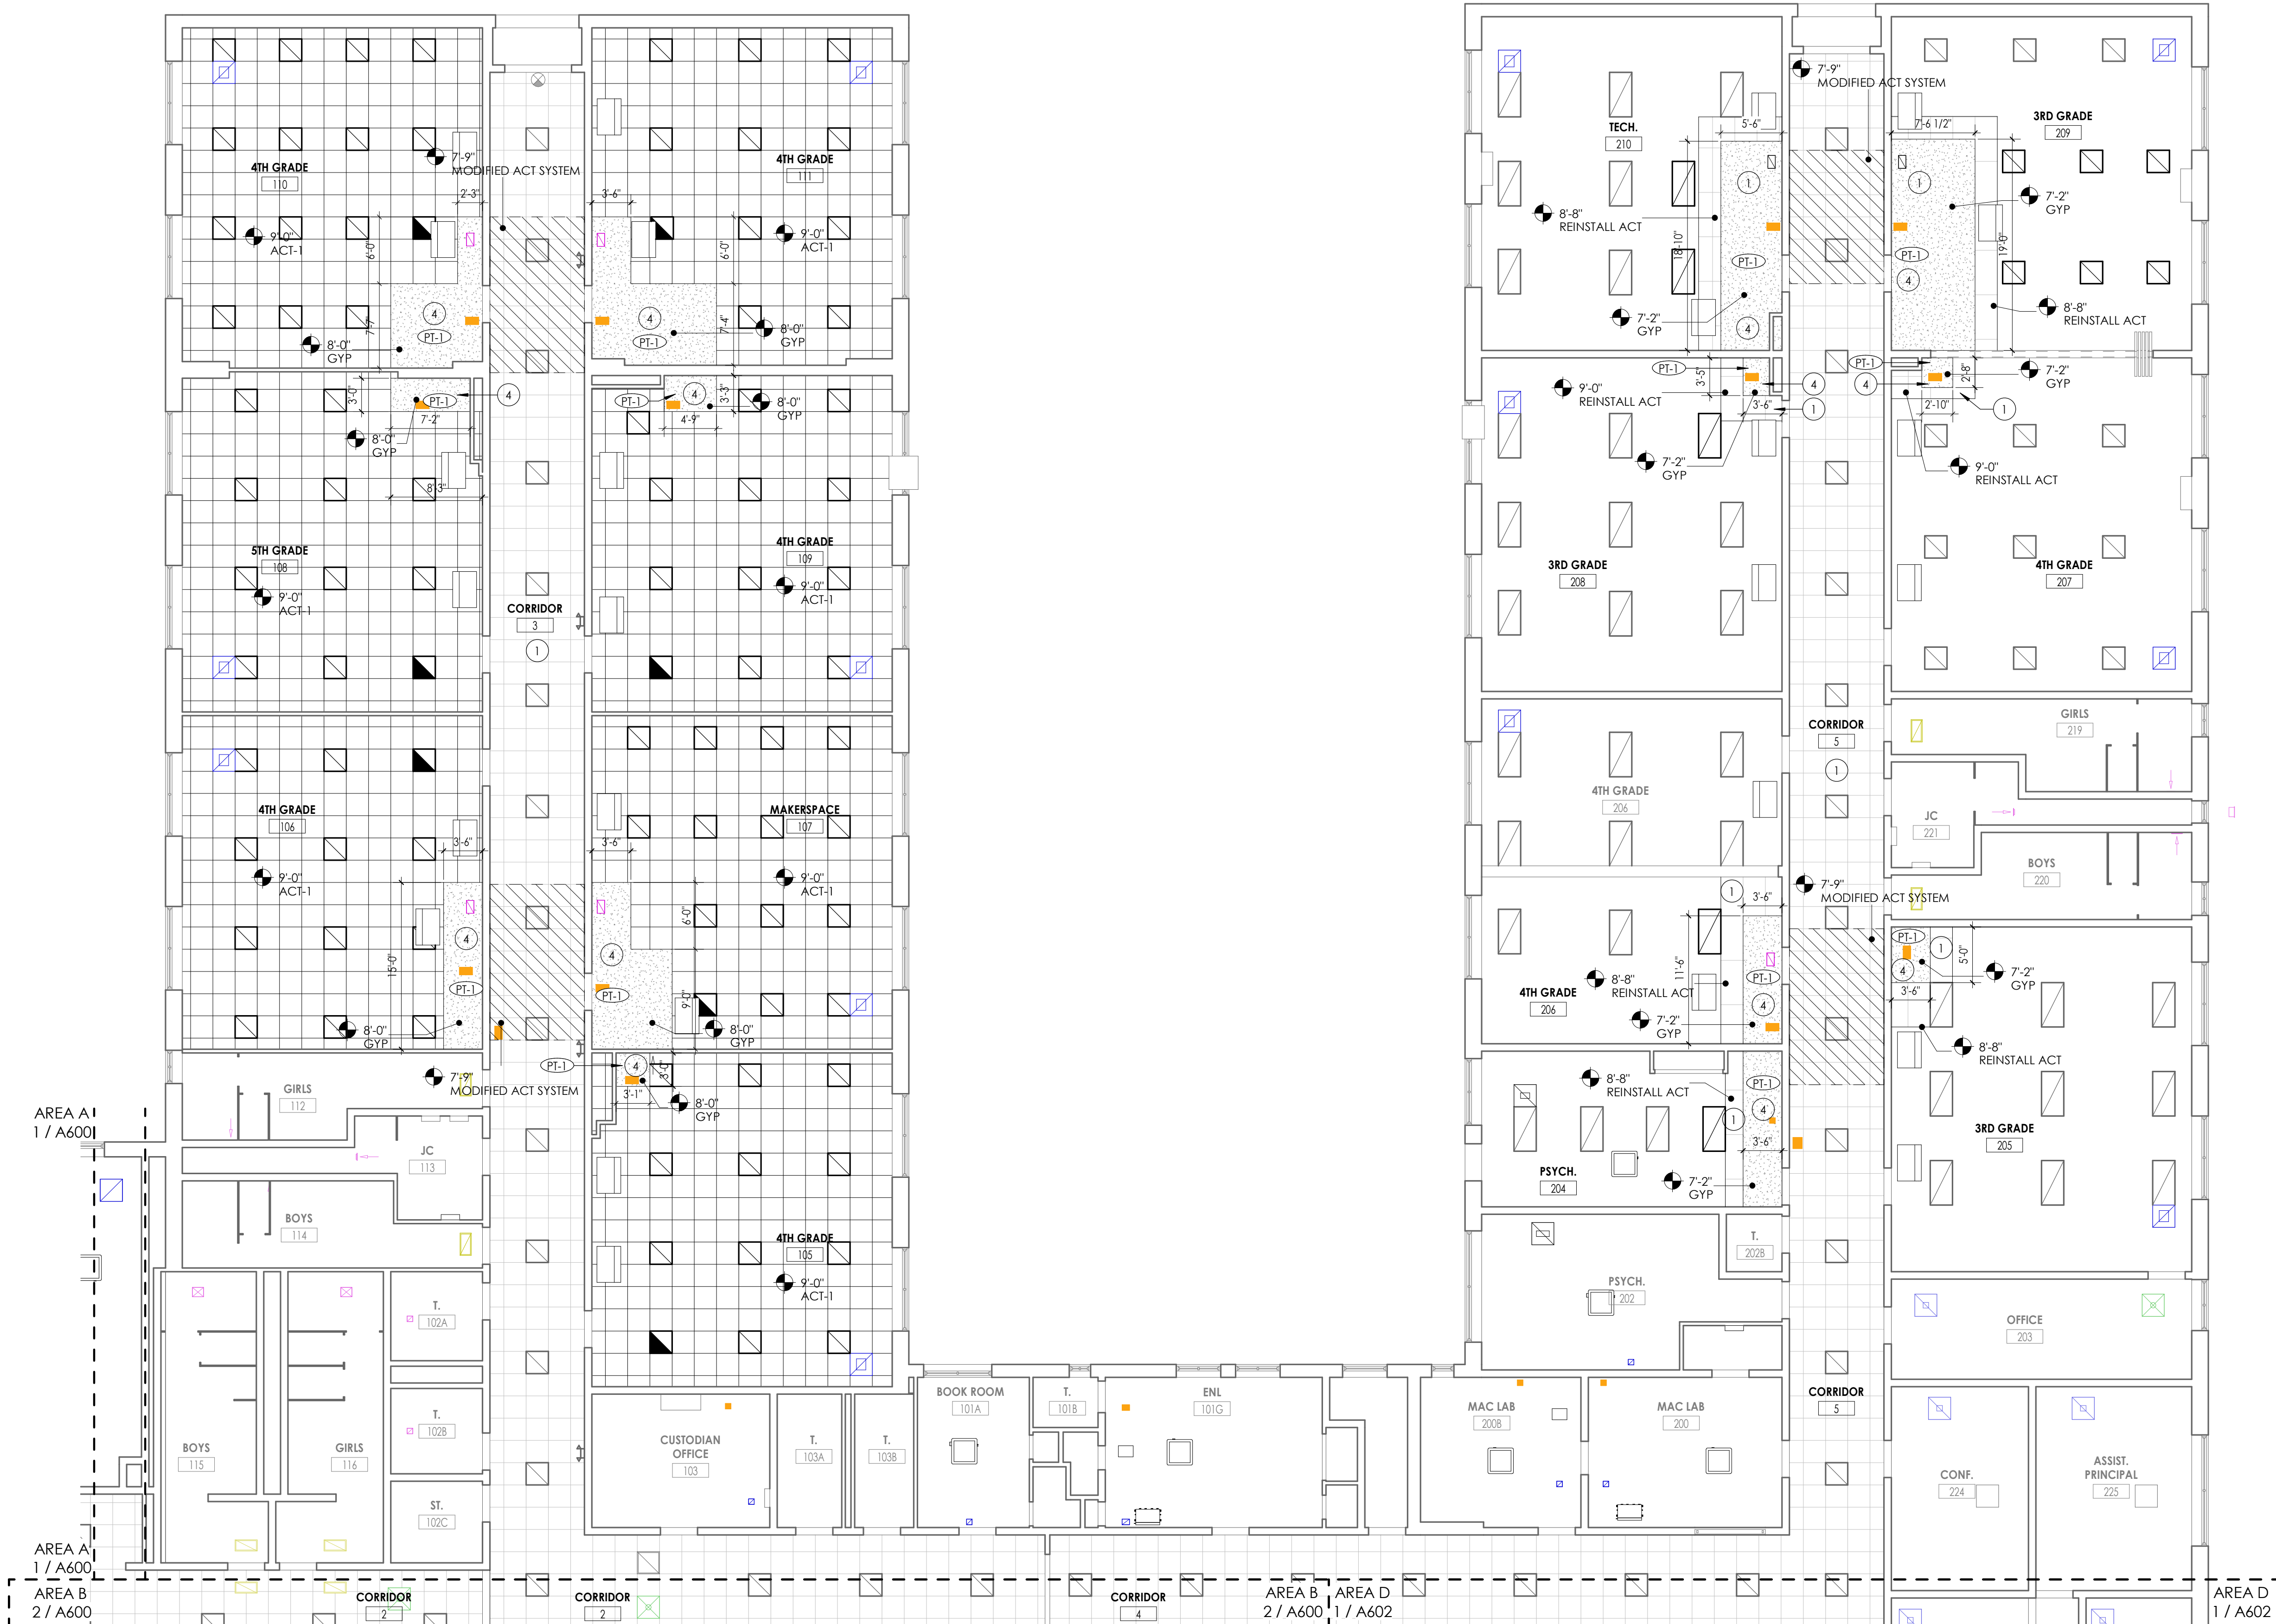 4TH GRADE
110
9'-0"
ACT-1
7'-9"
MODIFIED ACT SYSTEM
2'-3"
6'-0"
7'-7"
4
PT-1
8'-0"
GYP
4TH GRADE
111
9'-0"
ACT-1
3'-6"
6'-0"
7'-4"
4
PT-1
8'-0"
GYP
3'-0"
PT-1
4
7'-2"
8'-0"
GYP
8'-3"
5TH GRADE
108
9'-0"
ACT-1
PT-1
4
3'-3"
8'-0"
GYP
4'-9"
4TH GRADE
109
9'-0"
ACT-1
CORRIDOR
3
1
4TH GRADE
106
9'-0"
ACT-1
3'-6"
15'-0"
4
PT-1
8'-0"
GYP
MAKERSPACE
107
9'-0"
ACT-1
3'-6"
6'-0"
4
9'-0"
PT-1
8'-0"
GYP
7'-9"
MODIFIED ACT SYSTEM
PT-1
4
3'-0"
3'-1"
8'-0"
GYP
4TH GRADE
105
9'-0"
ACT-1
GIRLS
112
JC
113
BOYS
114
BOYS
115
GIRLS
116
T.
102A
T.
102B
ST.
102C
CUSTODIAN
OFFICE
103
T.
103A
T.
103B
BOOK ROOM
101A
T.
101B
ENL
101G
MAC LAB
200B
MAC LAB
200
TECH.
210
5'-6"
1
8'-8"
REINSTALL ACT
18'-10"
PT-1
7'-2"
GYP
4
7'-9"
MODIFIED ACT SYSTEM
3RD GRADE
209
7'-6 1/2"
1
7'-2"
GYP
PT-1
19'-0"
4
8'-8"
REINSTALL ACT
PT-1
3'-5"
4
9'-0"
REINSTALL ACT
3'-6"
1
7'-2"
GYP
3RD GRADE
208
PT-1
4
2'-8"
7'-2"
GYP
2'-10"
1
9'-0"
REINSTALL ACT
4TH GRADE
207
CORRIDOR
5
1
GIRLS
219
JC
221
BOYS
220
4TH GRADE
206
7'-9"
MODIFIED ACT SYSTEM
1
3'-6"
11'-6"
8'-8"
REINSTALL ACT
PT-1
4TH GRADE
206
4
7'-2"
GYP
PT-1
1
4
5'-0"
7'-2"
GYP
3'-6"
8'-8"
REINSTALL ACT
3RD GRADE
205
8'-8"
REINSTALL ACT
PT-1
4
1
3'-6"
PSYCH.
204
7'-2"
GYP
T.
202B
PSYCH.
202
OFFICE
203
CORRIDOR
5
CONF.
224
ASSIST.
PRINCIPAL
225
AREA A
1 / A600
AREA A
1 / A600
AREA B
2 / A600
CORRIDOR
2
CORRIDOR
2
CORRIDOR
4
AREA B
2 / A600
AREA D
1 / A602
AREA D
1 / A602